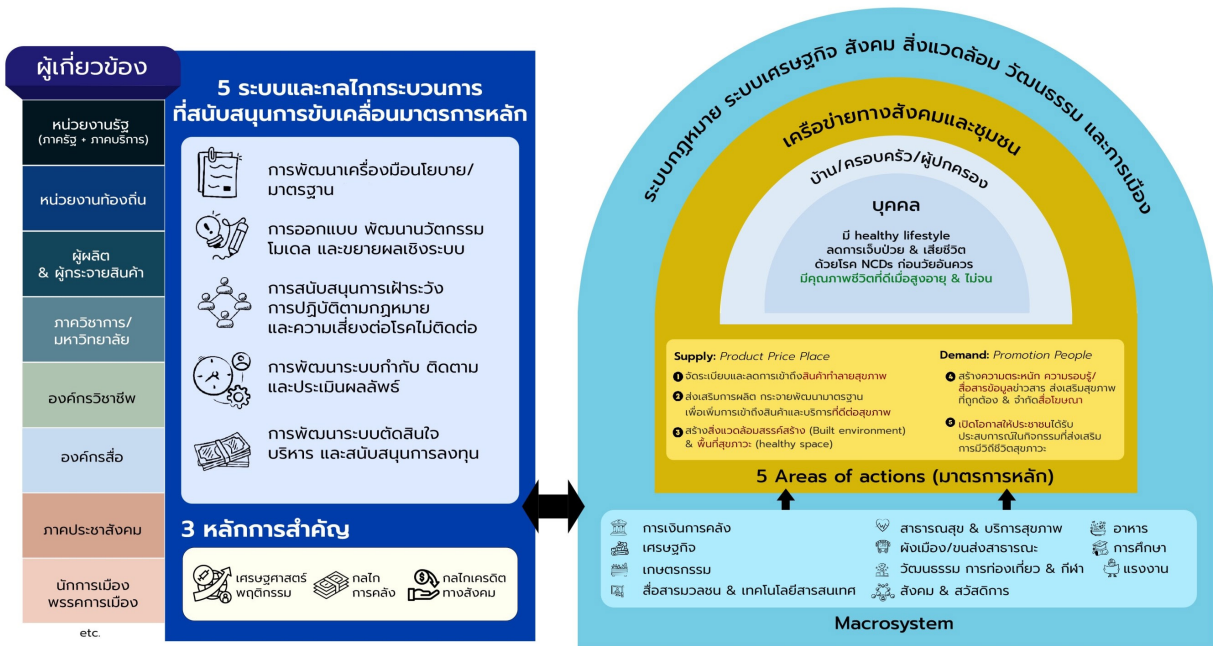 ผู้เกี่ยวข้อง
หน่วยงานรัฐ
(ภาครัฐ + ภาคบริการ)
หน่วยงานท้องถิ่น
ผู้ผลิต
& ผู้กระจายสินค้า
ภาควิชาการ/
มหาวิทยาลัย
องค์กรวิชาชีพ
องค์กรสื่อ
ภาคประชาสังคม
นักการเมือง
พรรคการเมือง
etc.
5 ระบบและกลไกกระบวนการ
ที่สนับสนุนการขับเคลื่อนมาตรการหลัก
การพัฒนาเครื่องมือนโยบาย/
มาตรฐาน
การออกแบบ พัฒนานวัตกรรม
โมเดล และขยายผลเชิงระบบ
การสนับสนุนการเฝ้าระวัง
การปฏิบัติตามกฎหมาย
และความเสี่ยงต่อโรคไม่ติดต่อ
การพัฒนาระบบกำกับ ติดตาม
และประเมินผลลัพธ์
การพัฒนาระบบตัดสินใจ
บริหาร และสนับสนุนการลงทุน
3 หลักการสำคัญ
เศรษฐศาสตร์
พฤติกรรม
กลไก
การคลัง
กลไกเครดิต
ทางสังคม
ระบบกฎหมาย ระบบเศรษฐกิจ สังคม สิ่งแวดล้อม วัฒนธรรม และการเมือง
เครือข่ายทางสังคมและชุมชน
บ้าน/ครอบครัว/ผู้ปกครอง
บุคคล
มี healthy lifestyle
ลดการเจ็บป่วย & เสียชีวิต
ด้วยโรค NCDs ก่อนวัยอันควร
มีคุณภาพชีวิตที่ดีเมื่อสูงอายุ & ไม่จน
Supply: Product Price Place
1 จัดระเบียบและลดการเข้าถึงสินค้าทำลายสุขภาพ
2 ส่งเสริมการผลิต กระจายพัฒนามาตรฐาน
เพื่อเพิ่มการเข้าถึงสินค้าและบริการที่ดีต่อสุขภาพ
3 สร้างสิ่งแวดล้อมสรรค์สร้าง (Built environment)
& พื้นที่สุขภาวะ (healthy space)
Demand: Promotion People
4 สร้างความตระหนัก ความรอบรู้/
สื่อสารข้อมูลข่าวสาร ส่งเสริมสุขภาพ
ที่ถูกต้อง & จำกัดสื่อโฆษณา
5 เปิดโอกาสให้ประชาชนได้รับ
ประสบการณ์ในกิจกรรมที่ส่งเสริม
การมีวิถีชีวิตสุขภาวะ
5 Areas of actions (มาตรการหลัก)
การเงินการคลัง
เศรษฐกิจ
เกษตรกรรม
สื่อสารมวลชน & เทคโนโลยีสารสนเทศ
สาธารณสุข & บริการสุขภาพ
ผังเมือง/ขนส่งสาธารณะ
วัฒนธรรม การท่องเที่ยว & กีฬา
สังคม & สวัสดิการ
อาหาร
การศึกษา
แรงงาน
Macrosystem